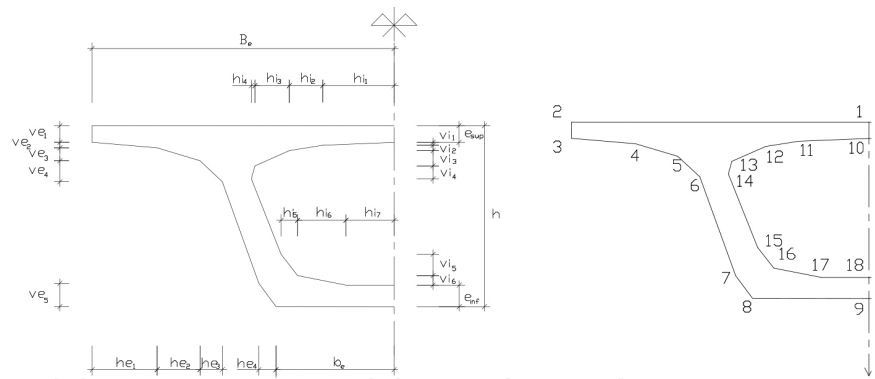 Bₑ
hi₄ hi₃ hi₂ hi₁
ve₁
ve₂
ve₃
ve₄
e_sup
vi₁
vi₂
vi₃
vi₄
hi₅ hi₆ hi₇
h
vi₅
vi₆
ve₅
e_inf
he₁ he₂ he₃ he₄ bₑ
2 1
3 4 5 6 13 12 11 10
14
15
16
7 17 18
8 9